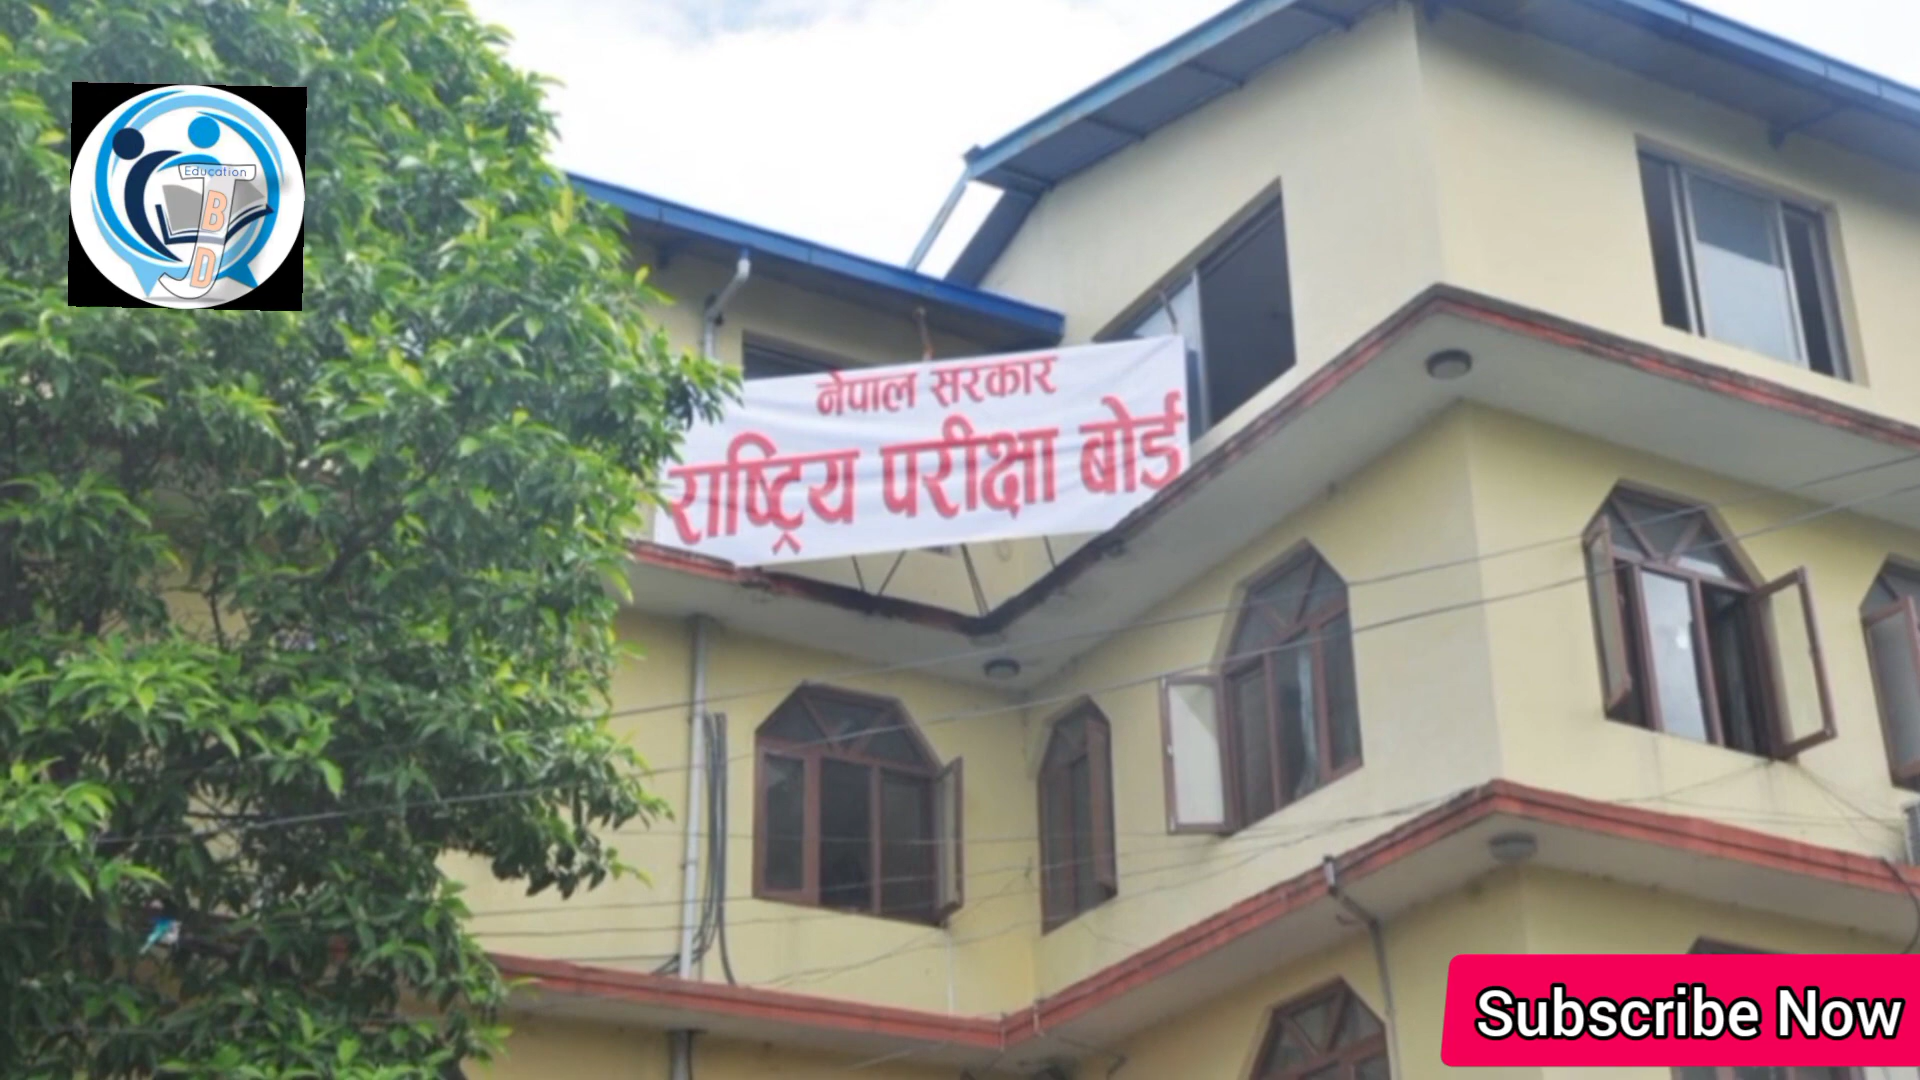 Education
J
B
D
नेपाल सरकार
राष्ट्रिय परीक्षा बोर्ड
Subscribe Now